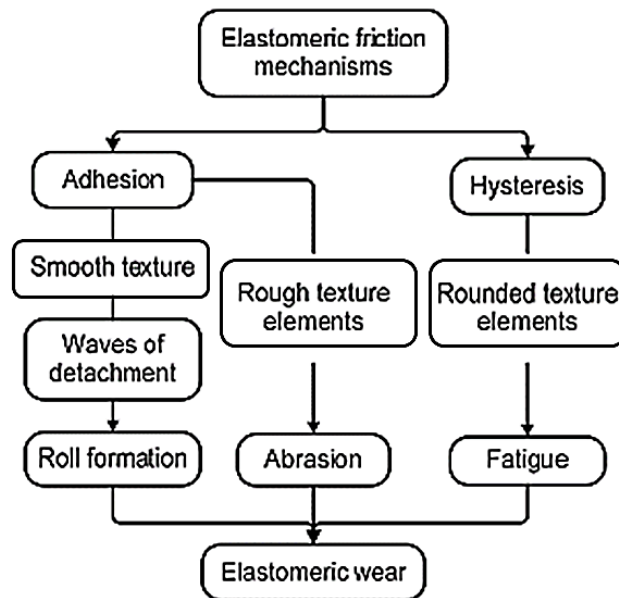 Elastomeric friction
mechanisms
Adhesion
Hysteresis
Smooth texture
Rough texture
elements
Rounded texture
elements
Waves of
detachment
Roll formation
Abrasion
Fatigue
Elastomeric wear